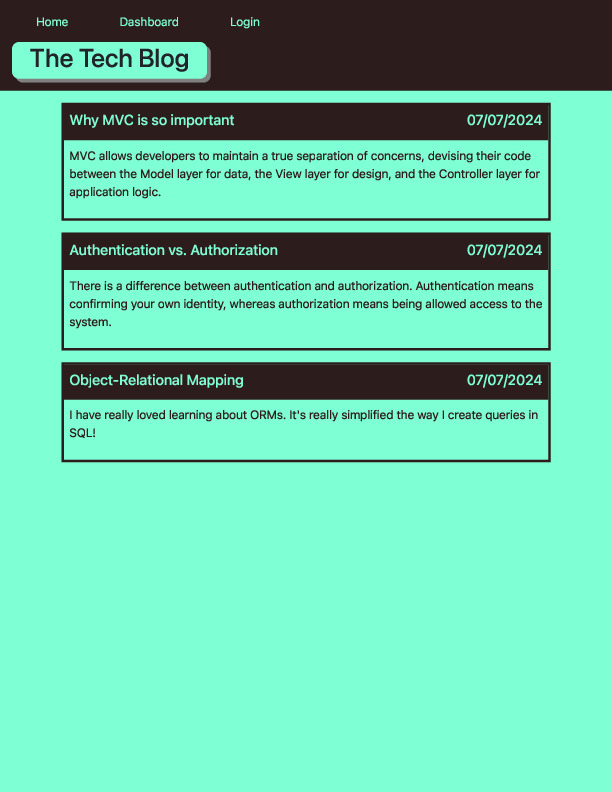 Home Dashboard Login
The Tech Blog
Why MVC is so important 07/07/2024
MVC allows developers to maintain a true separation of concerns, devising their code
between the Model layer for data, the View layer for design, and the Controller layer for
application logic.
Authentication vs. Authorization 07/07/2024
There is a difference between authentication and authorization. Authentication means
confirming your own identity, whereas authorization means being allowed access to the
system.
Object-Relational Mapping 07/07/2024
I have really loved learning about ORMs. It's really simplified the way I create queries in
SQL!